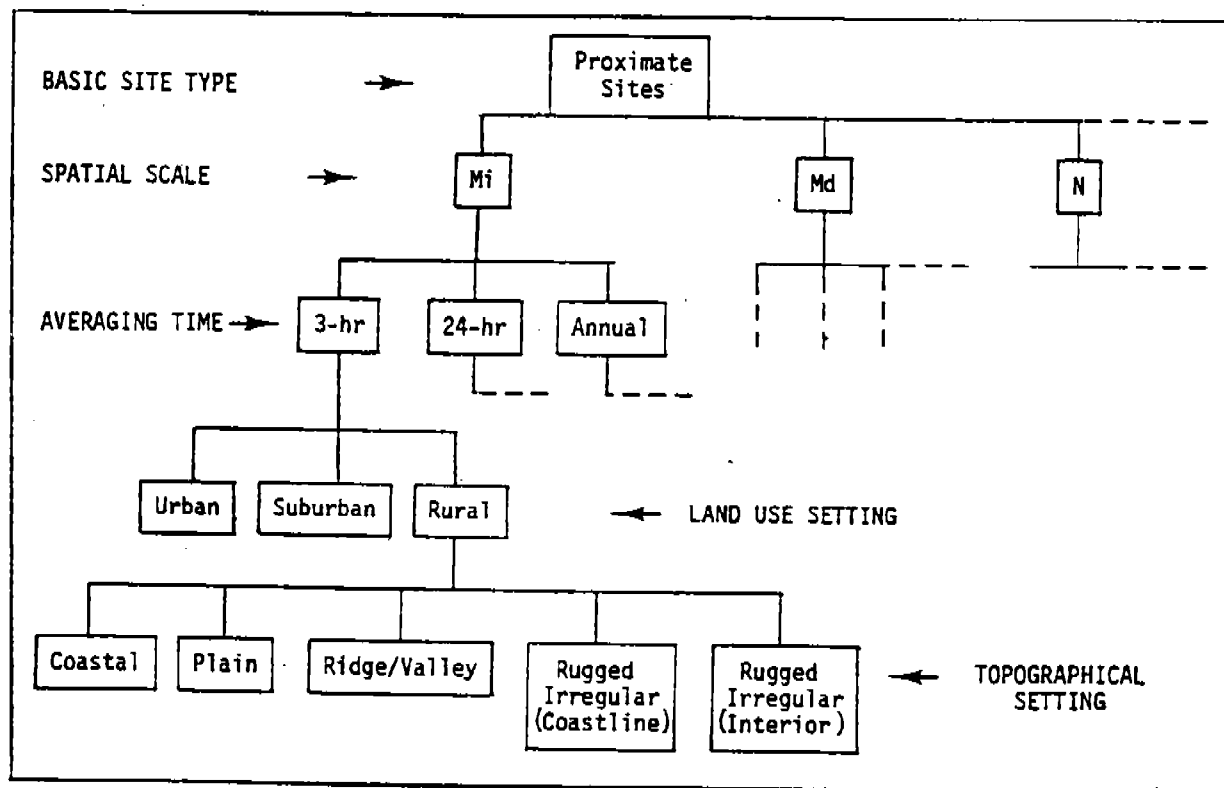 Proximate
Sites
BASIC SITE TYPE
SPATIAL SCALE
Mi
Md
N
AVERAGING TIME
3-hr
24-hr
Annual
Urban
Suburban
Rural
LAND USE SETTING
Coastal
Plain
Ridge/Valley
Rugged
Irregular
(Coastline)
Rugged
Irregular
(Interior)
TOPOGRAPHICAL
SETTING